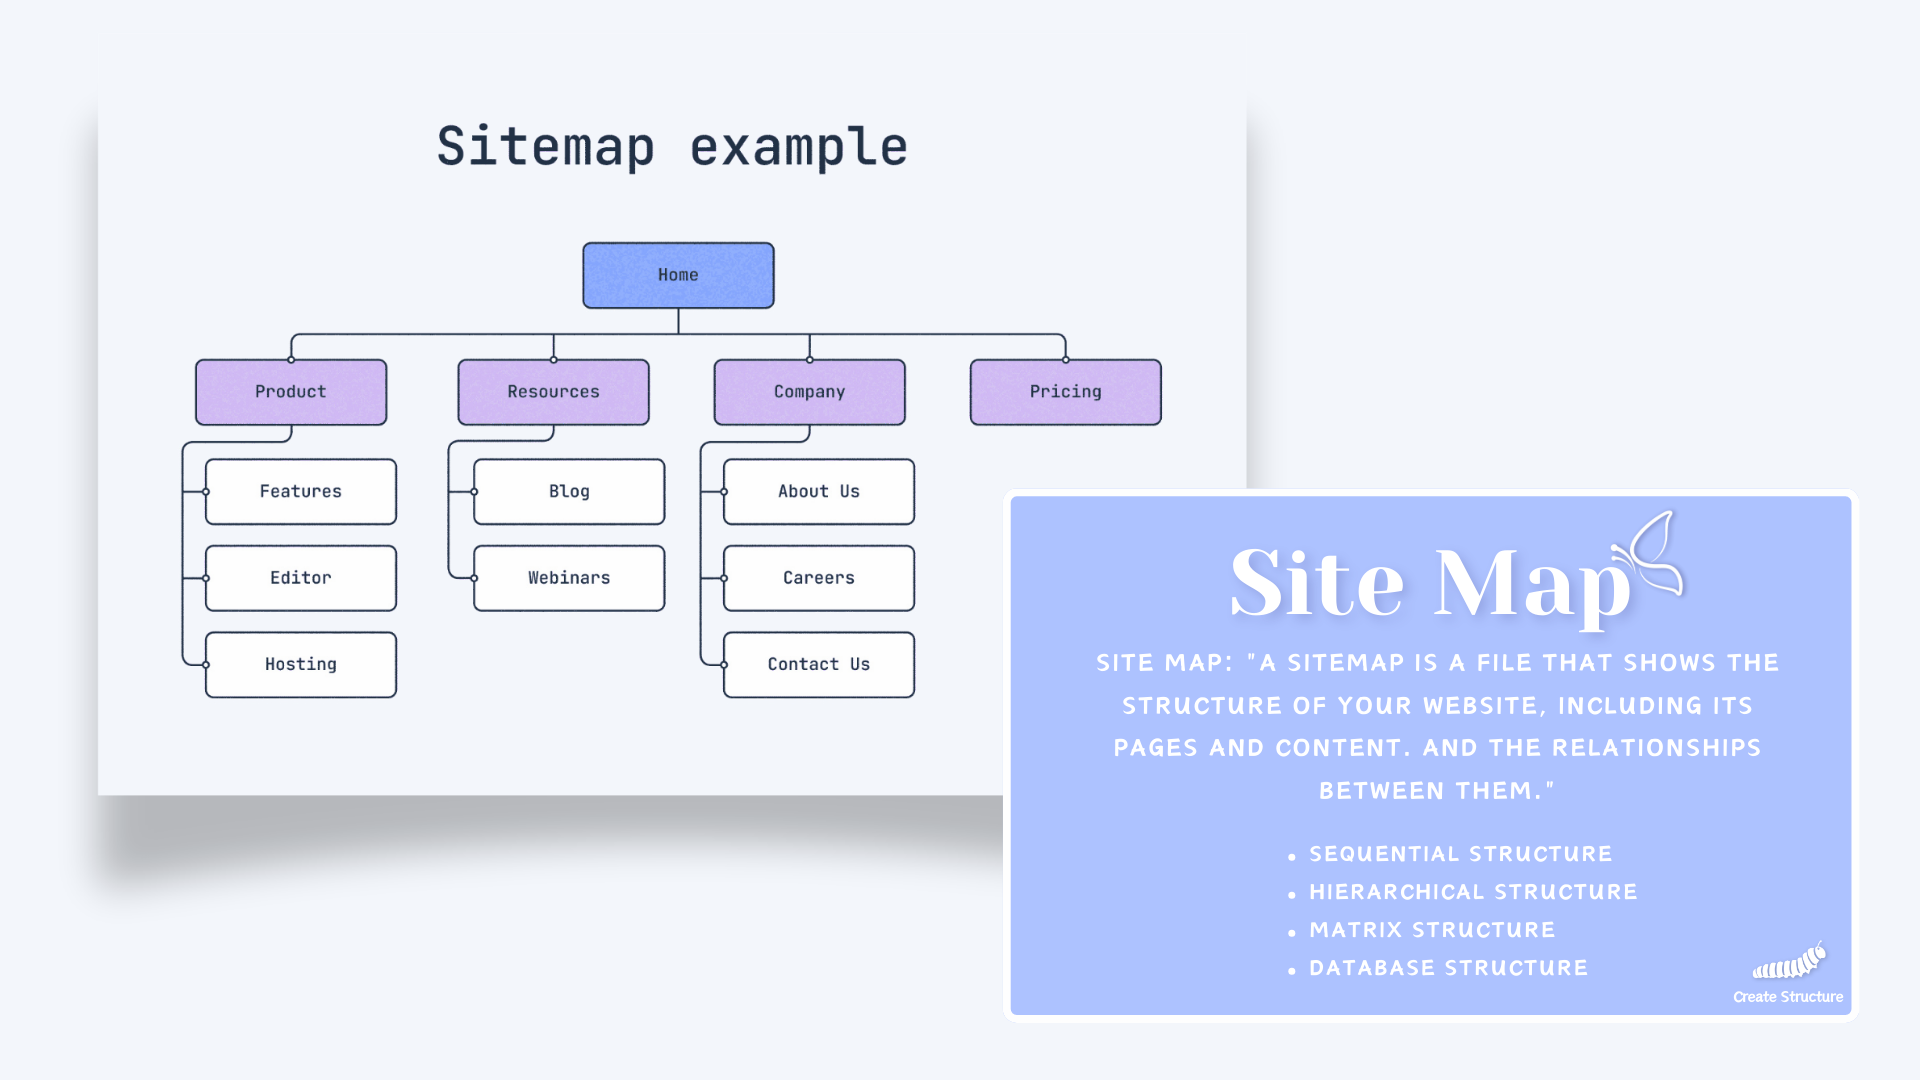 Sitemap example
Home
Product
Resources
Company
Pricing
Features
Blog
About Us
Editor
Webinars
Careers
Hosting
Contact Us
Site Map
SITE MAP: "A SITEMAP IS A FILE THAT SHOWS THE
STRUCTURE OF YOUR WEBSITE, INCLUDING ITS
PAGES AND CONTENT. AND THE RELATIONSHIPS
BETWEEN THEM."
• SEQUENTIAL STRUCTURE
• HIERARCHICAL STRUCTURE
• MATRIX STRUCTURE
• DATABASE STRUCTURE
Create Structure